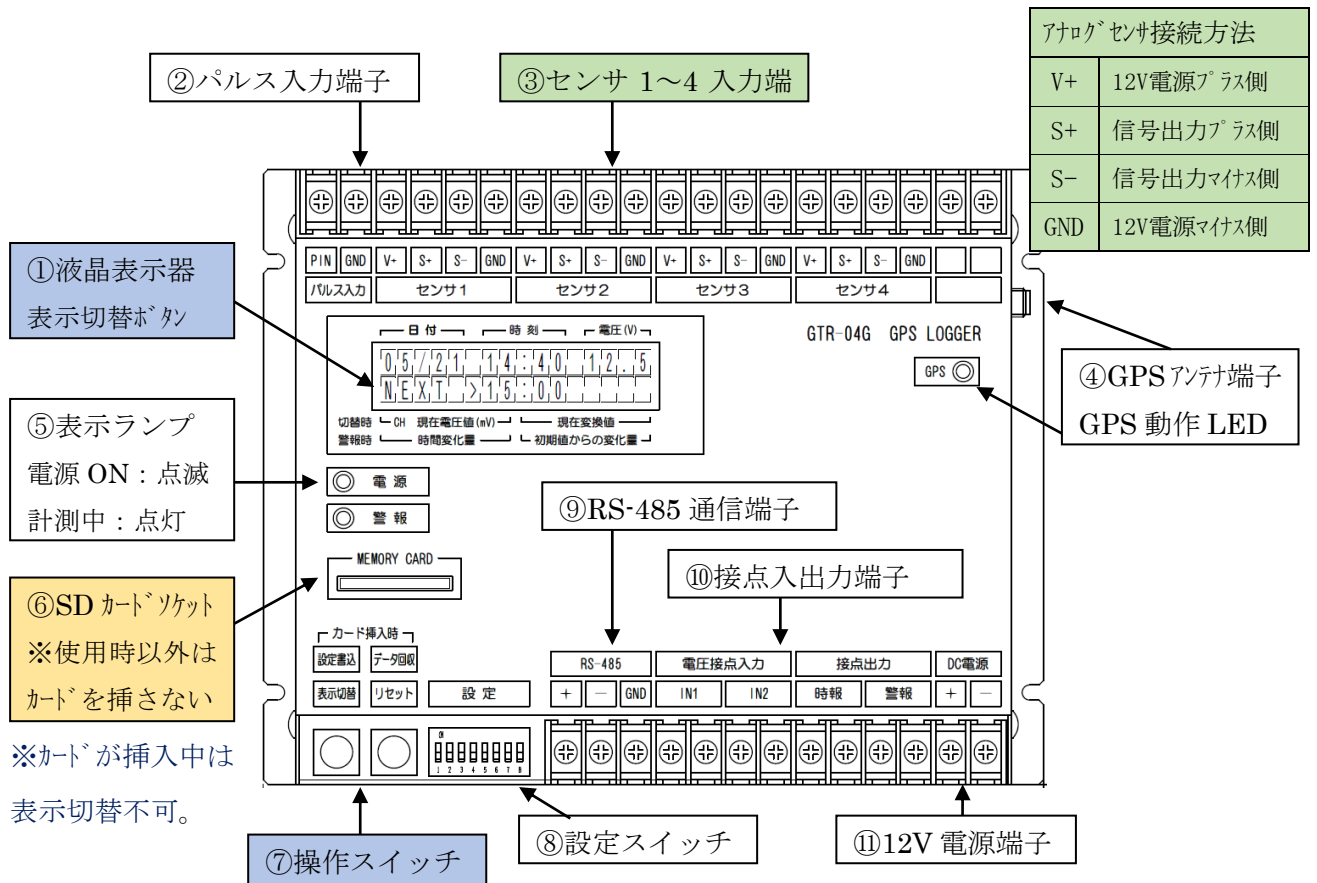 アナログセンサ接続方法
V+ 12V電源プラス側
S+ 信号出力プラス側
S− 信号出力マイナス側
GND 12V電源マイナス側
②パルス入力端子
③センサ 1～4 入力端
PIN GND V+ S+ S− GND V+ S+ S− GND V+ S+ S− GND V+ S+ S− GND
パルス入力 センサ1 センサ2 センサ3 センサ4
①液晶表示器
表示切替ボタン
日付 時刻 電圧(V)
05/21 14:40 12.5
NEXT >15:00
切替時 CH 現在電圧値(mV) 現在変換値
警報時 時間変化量 初期値からの変化量
GTR-04G GPS LOGGER
GPS
④GPSアンテナ端子
GPS 動作 LED
⑤表示ランプ
電源 ON：点滅
計測中：点灯
電源
警報
⑨RS-485 通信端子
⑩接点入出力端子
MEMORY CARD
⑥SD カードソケット
※使用時以外は
カードを挿さない
※カードが挿入中は
表示切替不可。
カード挿入時
設定書込 データ回収
表示切替 リセット 設定
RS-485 電圧接点入力 接点出力 DC電源
+ − GND IN1 IN2 時報 警報 + −
ON
1 2 3 4 5 6 7 8
⑦操作スイッチ
⑧設定スイッチ
⑪12V 電源端子